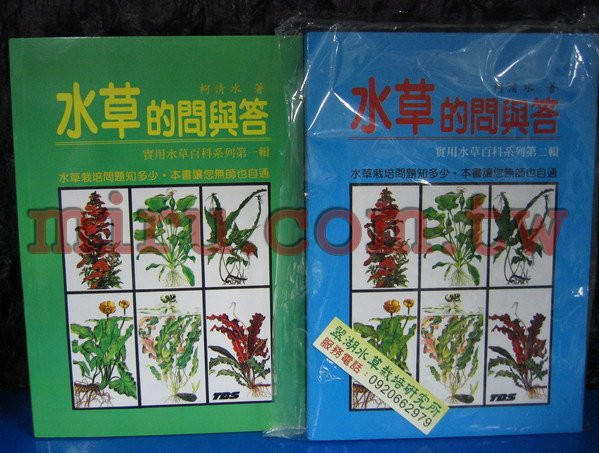 柯清水 著
水草的問與答
實用水草百科系列第一輯
水草栽培問題知多少·本書讓您無師也自通
TBS
柯清水 著
水草的問與答
實用水草百科系列第二輯
水草栽培問題知多少·本書讓您無師也自通
翠湖水草栽培研究所
服務電話:0920662979
miru.com.tw